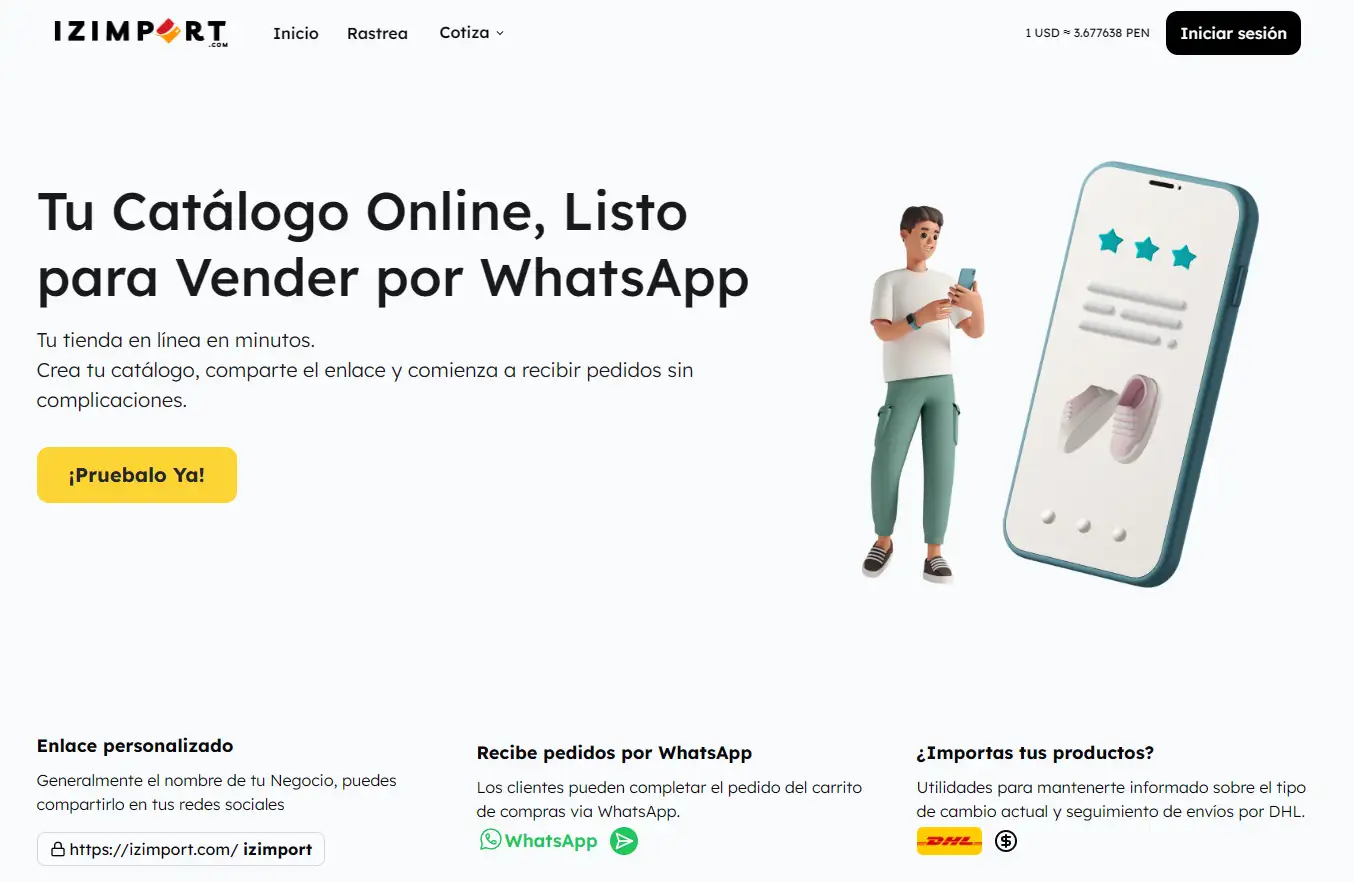 IZIMPORT
.COM
Inicio
Rastrea
Cotiza
1 USD ≈ 3.677638 PEN
Iniciar sesión
Tu Catálogo Online, Listo
para Vender por WhatsApp
Tu tienda en línea en minutos.
Crea tu catálogo, comparte el enlace y comienza a recibir pedidos sin
complicaciones.
¡Pruebalo Ya!
Enlace personalizado
Generalmente el nombre de tu Negocio, puedes
compartirlo en tus redes sociales
https://izimport.com/ izimport
Recibe pedidos por WhatsApp
Los clientes pueden completar el pedido del carrito
de compras via WhatsApp.
WhatsApp
¿Importas tus productos?
Utilidades para mantenerte informado sobre el tipo
de cambio actual y seguimiento de envíos por DHL.
DHL